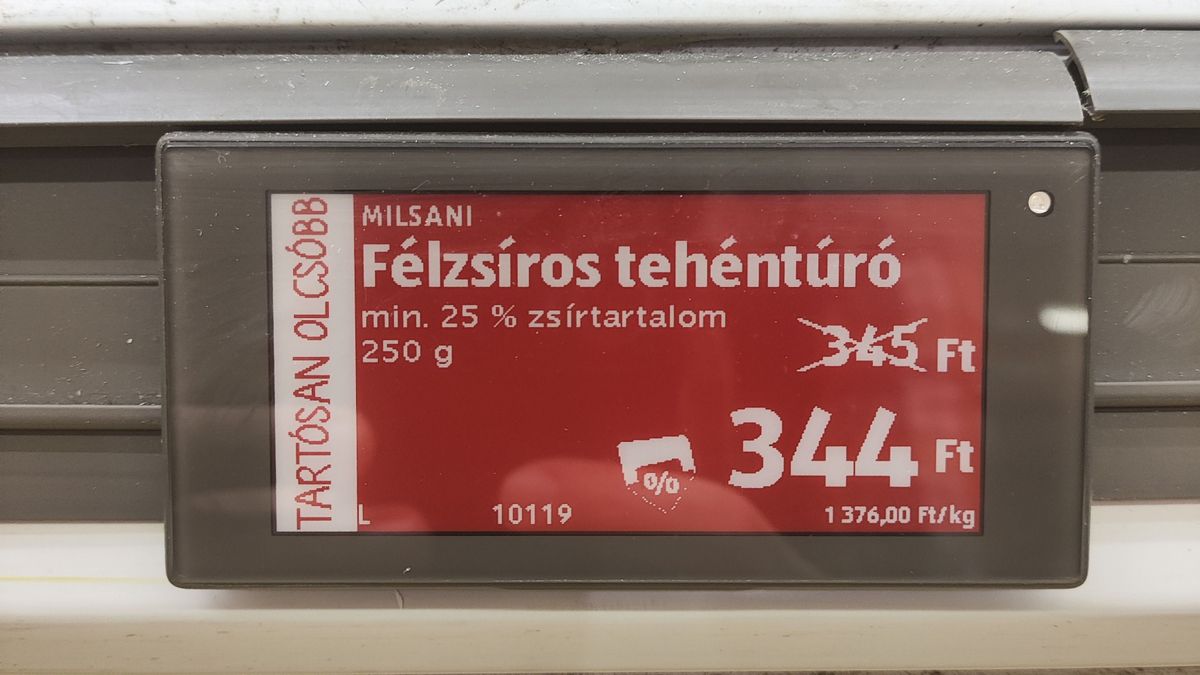 TARTÓSAN OLCSÓBB
MILSANI
Félzsíros tehéntúró
min. 25 % zsírtartalom
250 g
345 Ft
344 Ft
%
L 10119 1 376,00 Ft/kg